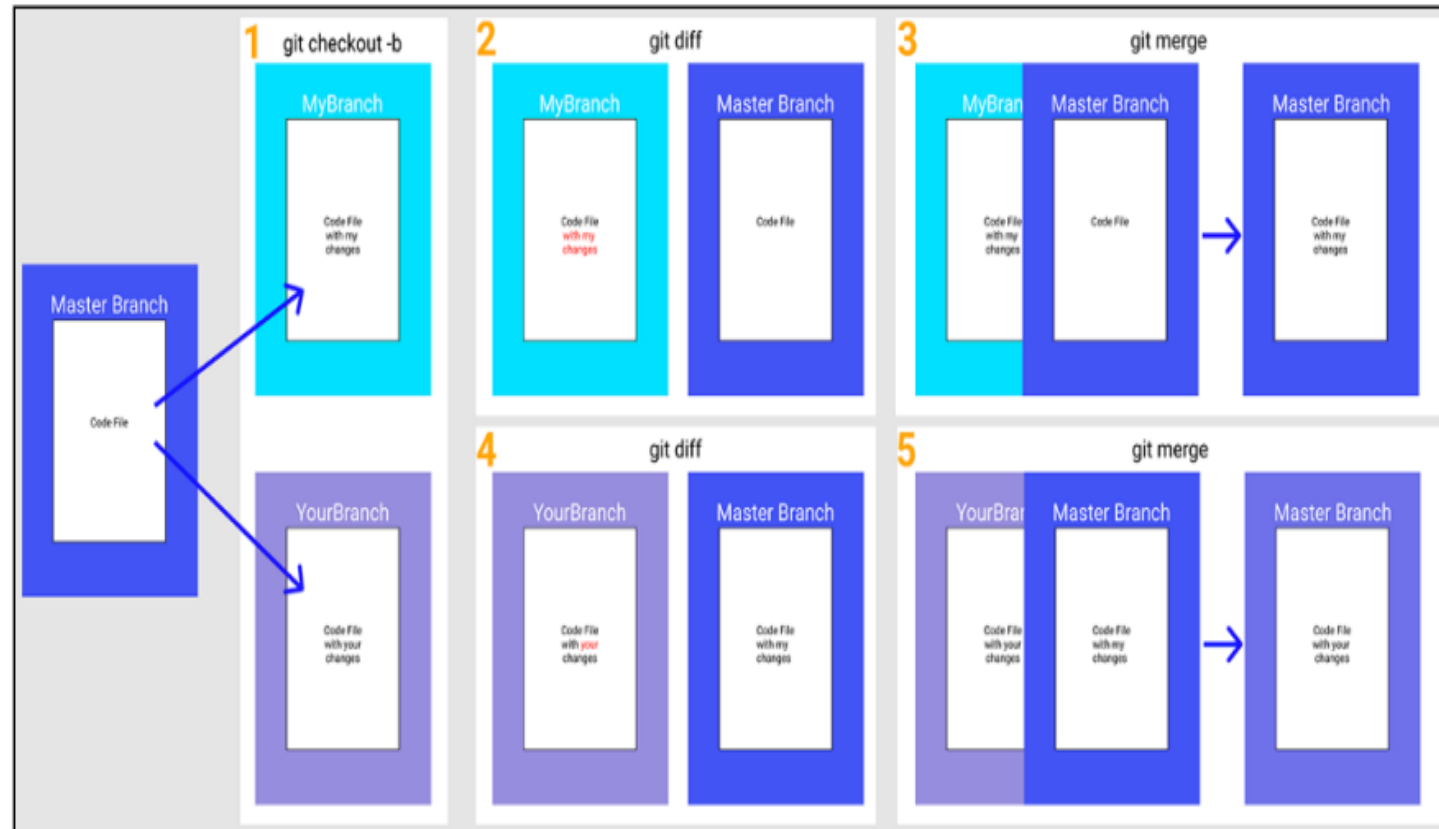 Master Branch
Code File
1
git checkout -b
MyBranch
Code File
with my
changes
YourBranch
Code File
with your
changes
2
git diff
MyBranch
Code File
with my
changes
Master Branch
Code File
3
git merge
MyBran
Code File
with my
changes
Master Branch
Code File
Master Branch
Code File
with my
changes
4
git diff
YourBranch
Code File
with your
changes
Master Branch
Code File
with my
changes
5
git merge
YourBran
Code File
with your
changes
Master Branch
Code File
with my
changes
Master Branch
Code File
with your
changes